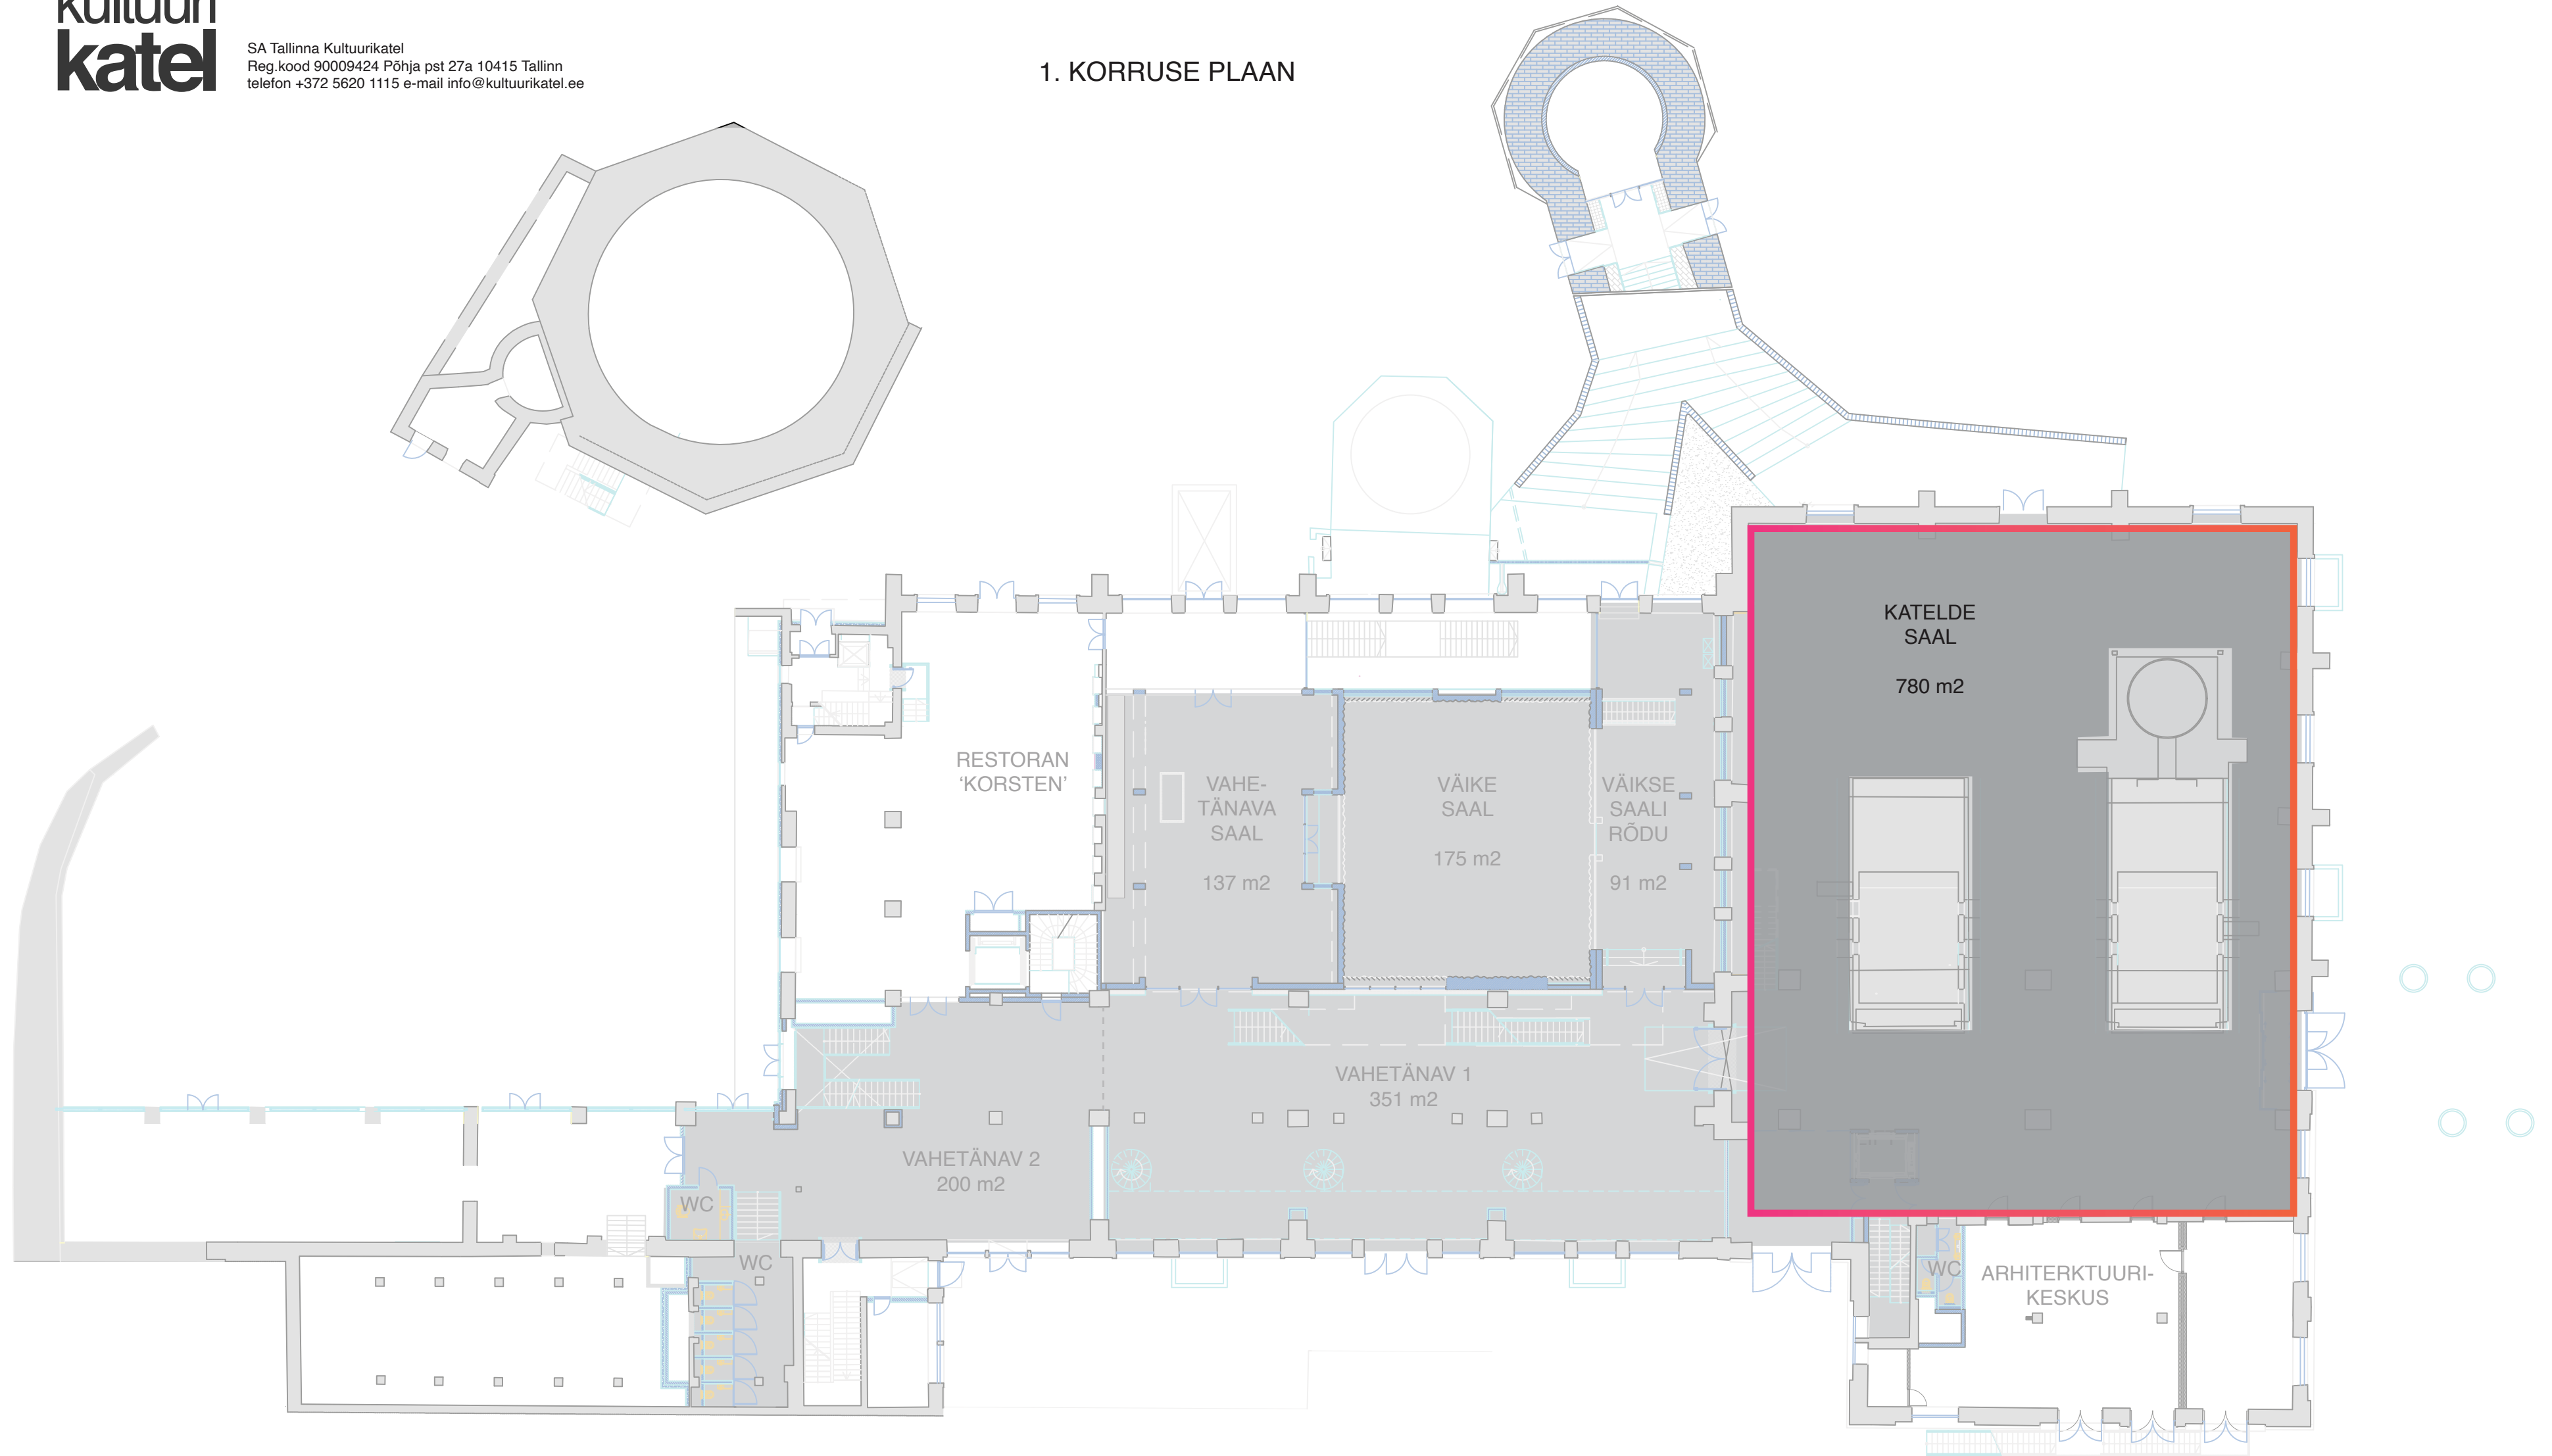 kultuuri
katel
SA Tallinna Kultuurikatel
Reg.kood 90009424 Põhja pst 27a 10415 Tallinn
telefon +372 5620 1115 e-mail info@kultuurikatel.ee
1. KORRUSE PLAAN
KATELDE
SAAL
780 m2
RESTORAN
‘KORSTEN’
VAHE-
TÄNAVA
SAAL
137 m2
VÄIKE
SAAL
175 m2
VÄIKSE
SAALI
RÕDU
91 m2
VAHETÄNAV 1
351 m2
VAHETÄNAV 2
200 m2
WC
WC
WC
ARHITERKTUURI-
KESKUS